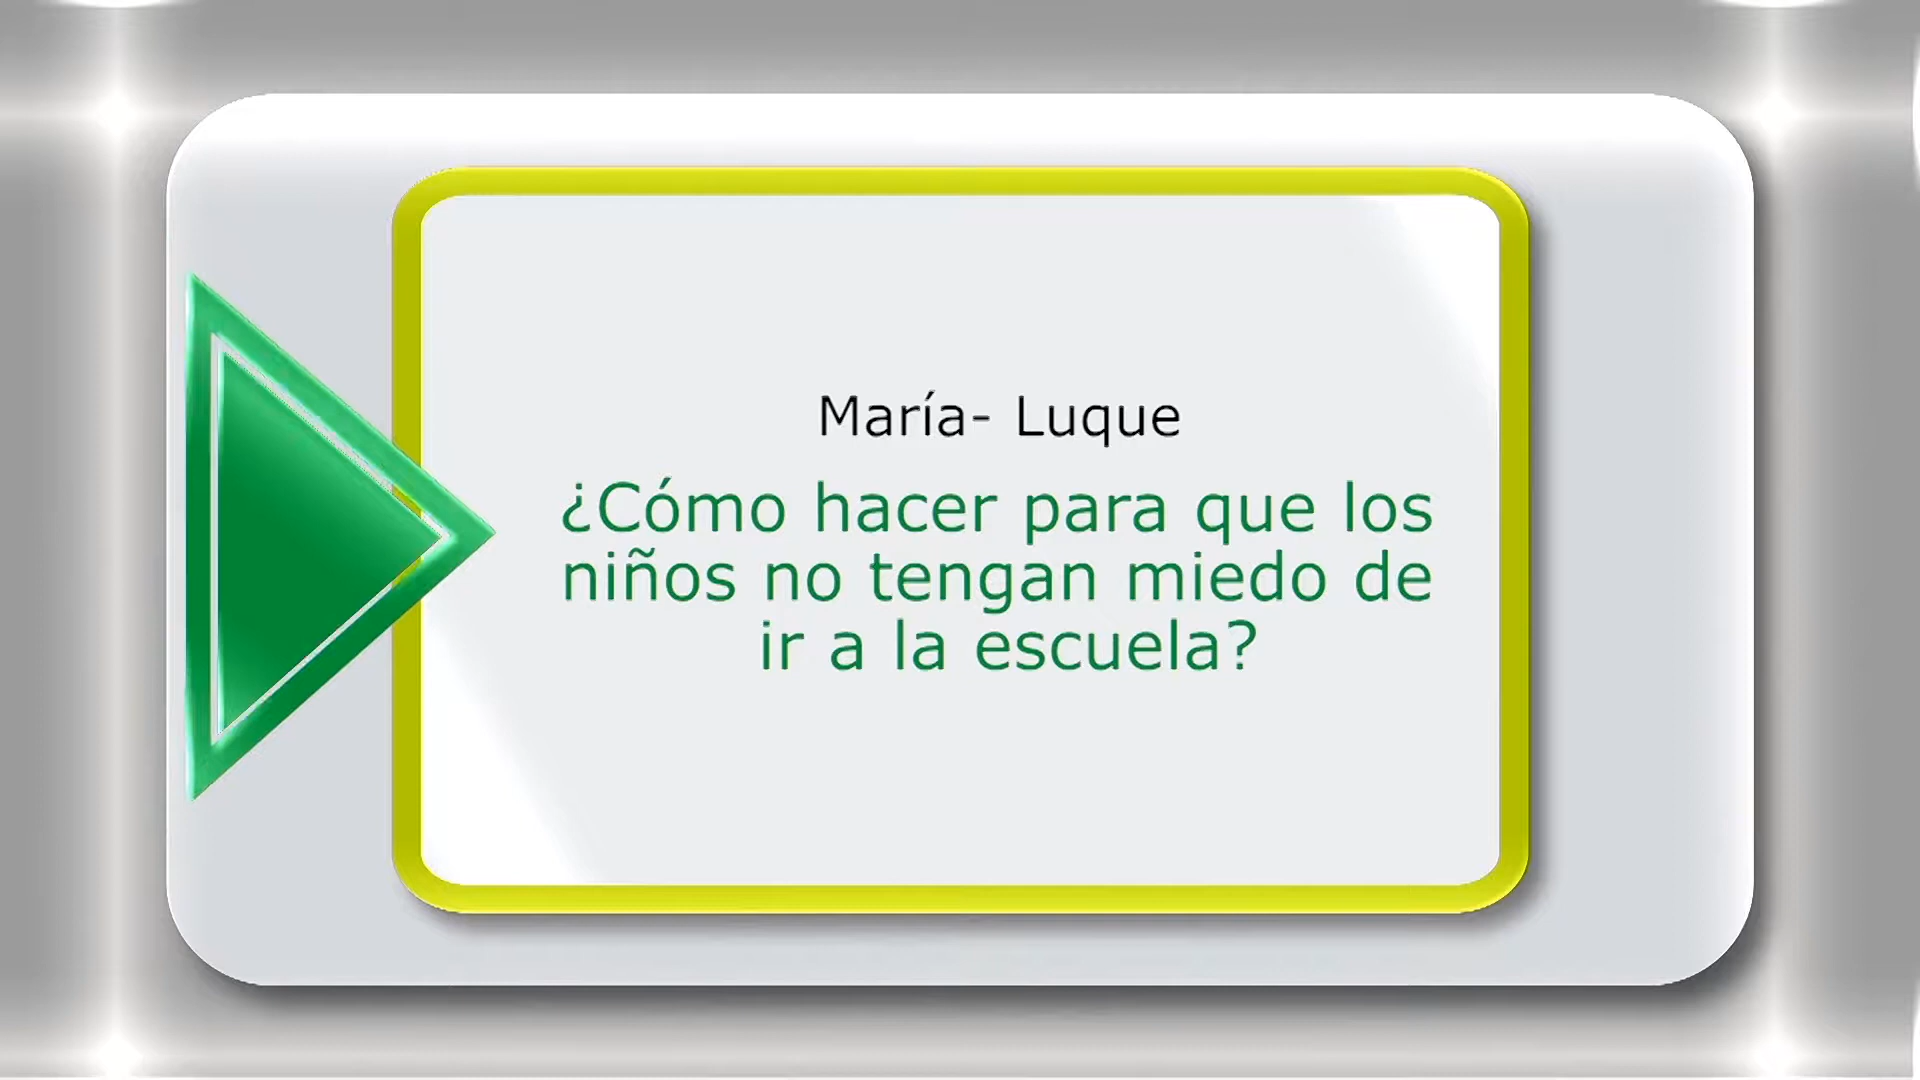 María- Luque
¿Cómo hacer para que los
niños no tengan miedo de
ir a la escuela?